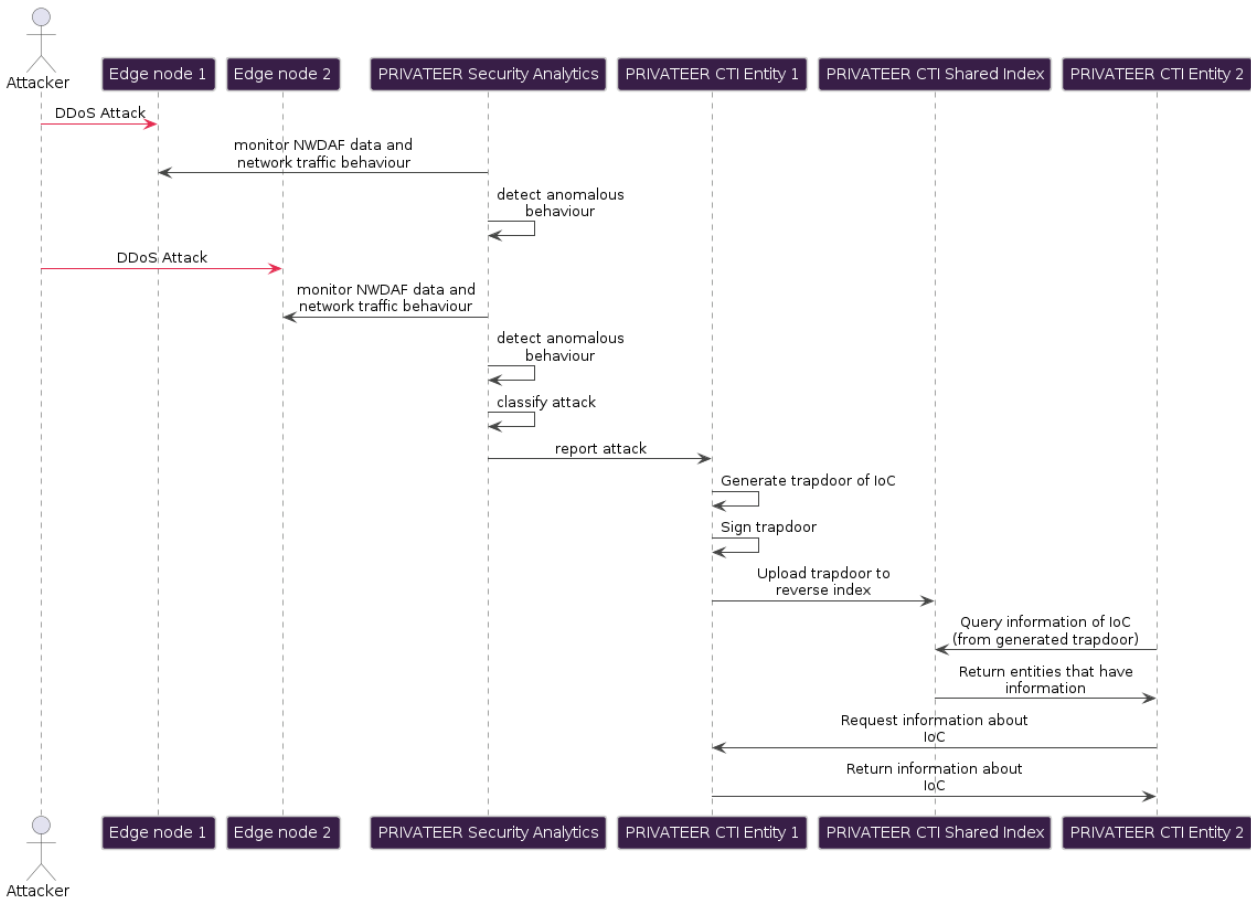 Attacker
Edge node 1
Edge node 2
PRIVATEER Security Analytics
PRIVATEER CTI Entity 1
PRIVATEER CTI Shared Index
PRIVATEER CTI Entity 2
DDoS Attack
monitor NWDAF data and
network traffic behaviour
detect anomalous
behaviour
DDoS Attack
monitor NWDAF data and
network traffic behaviour
detect anomalous
behaviour
classify attack
report attack
Generate trapdoor of IoC
Sign trapdoor
Upload trapdoor to
reverse index
Query information of IoC
(from generated trapdoor)
Return entities that have
information
Request information about
IoC
Return information about
IoC
Attacker
Edge node 1
Edge node 2
PRIVATEER Security Analytics
PRIVATEER CTI Entity 1
PRIVATEER CTI Shared Index
PRIVATEER CTI Entity 2